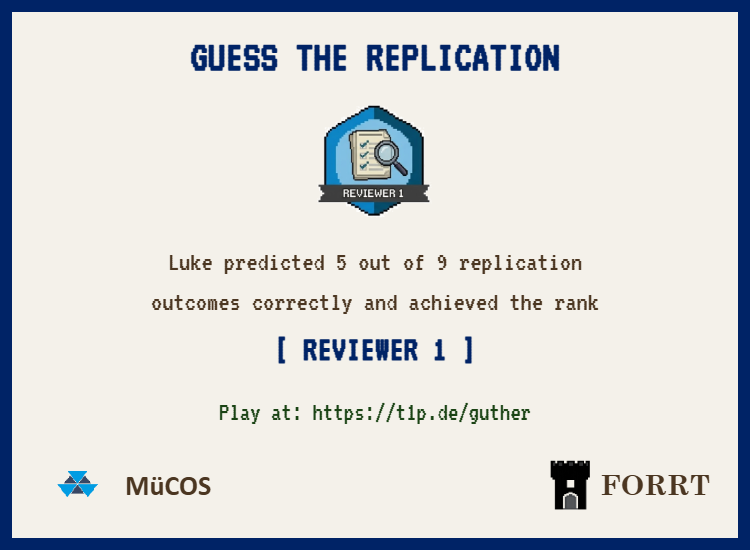 GUESS THE REPLICATION
REVIEWER 1
Luke predicted 5 out of 9 replication
outcomes correctly and achieved the rank
[ REVIEWER 1 ]
Play at: https://t1p.de/guther
MüCOS
FORRT